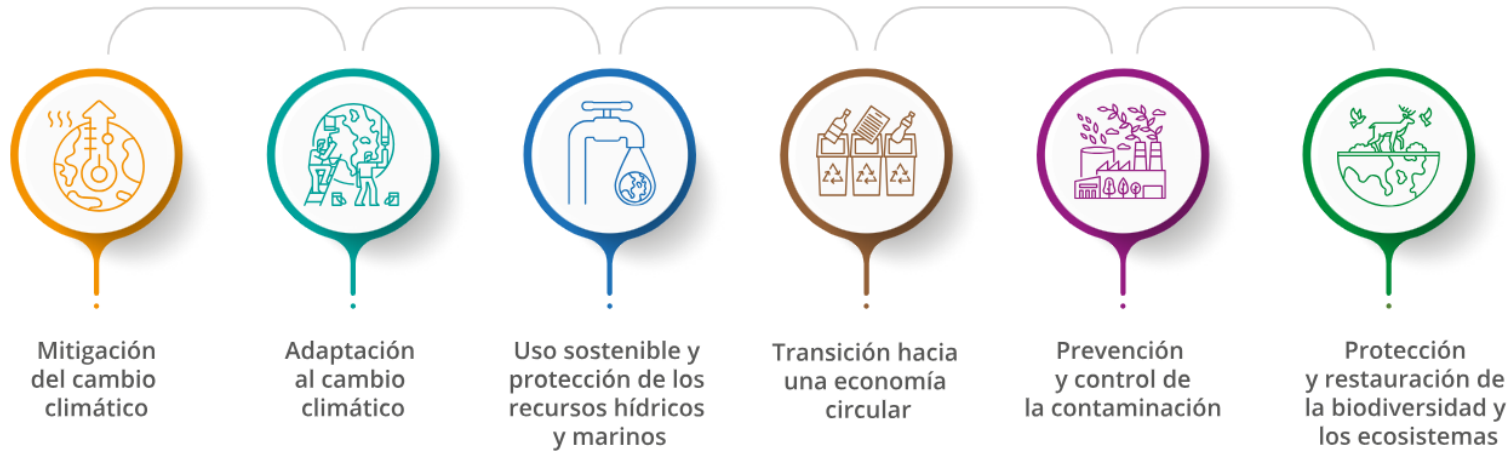 Mitigación
del cambio
climático
Adaptación
al cambio
climático
Uso sostenible y
protección de los
recursos hídricos
y marinos
Transición hacia
una economía
circular
Prevención
y control de
la contaminación
Protección
y restauración de
la biodiversidad y
los ecosistemas